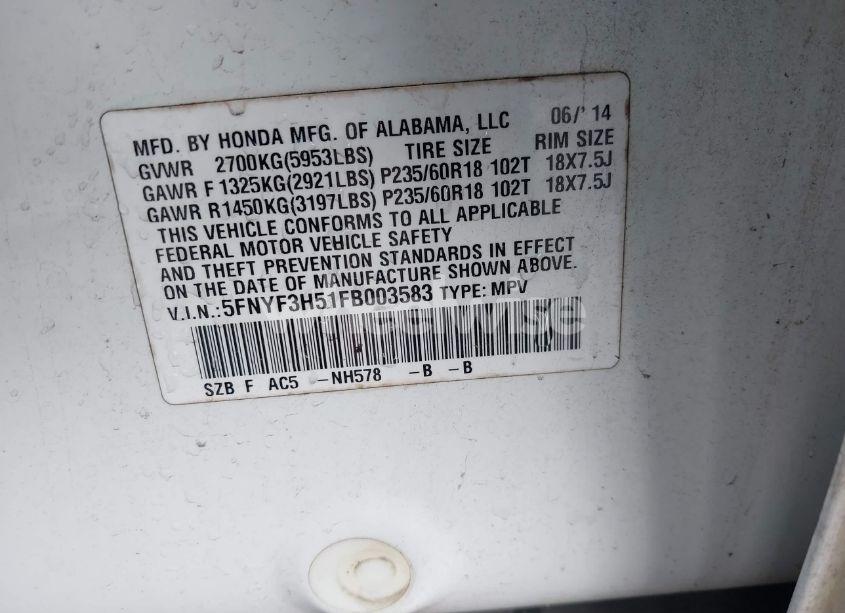 MFD. BY HONDA MFG. OF ALABAMA, LLC 06/' 14
GVWR 2700KG(5953LBS) TIRE SIZE RIM SIZE
GAWR F 1325KG(2921LBS) P235/60R18 102T 18X7.5J
GAWR R1450KG(3197LBS) P235/60R18 102T 18X7.5J
THIS VEHICLE CONFORMS TO ALL APPLICABLE
FEDERAL MOTOR VEHICLE SAFETY
AND THEFT PREVENTION STANDARDS IN EFFECT
ON THE DATE OF MANUFACTURE SHOWN ABOVE.
V.I.N.:5FNYF3H51FB003583 TYPE: MPV
SZB F AC5 -NH578 -B -B